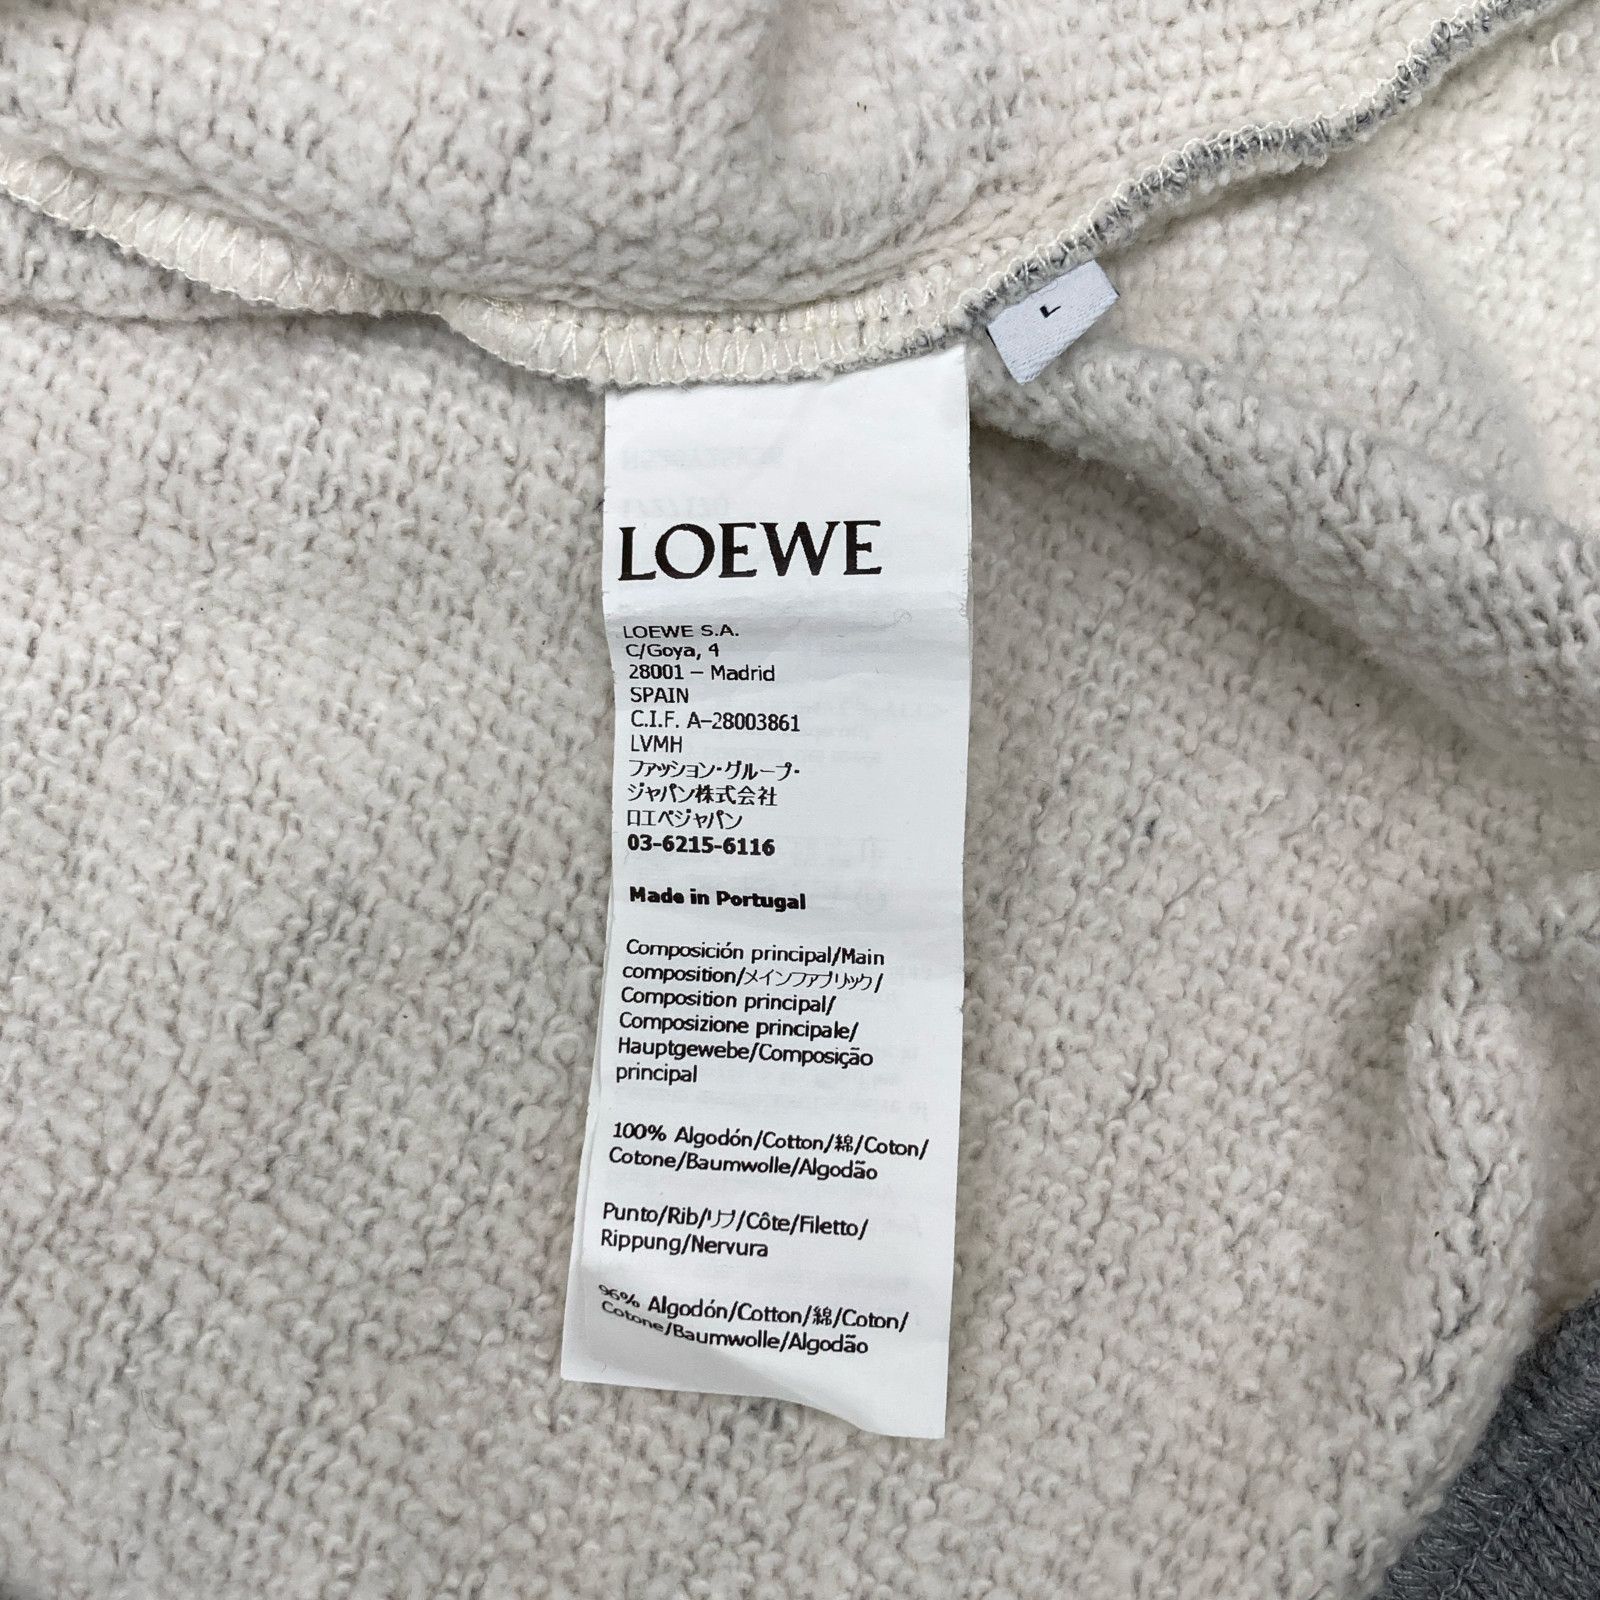 L
LOEWE
LOEWE S.A.
C/Goya, 4
28001 – Madrid
SPAIN
C.I.F. A-28003861
LVMH
ファッション・グループ・
ジャパン株式会社
ロエベジャパン
03-6215-6116
Made in Portugal
Composición principal/Main
composition/メインファブリック/
Composition principal/
Composizione principale/
Hauptgewebe/Composição
principal
100% Algodón/Cotton/綿/Coton/
Cotone/Baumwolle/Algodão
Punto/Rib/リブ/Côte/Filetto/
Rippung/Nervura
96% Algodón/Cotton/綿/Coton/
Cotone/Baumwolle/Algodão